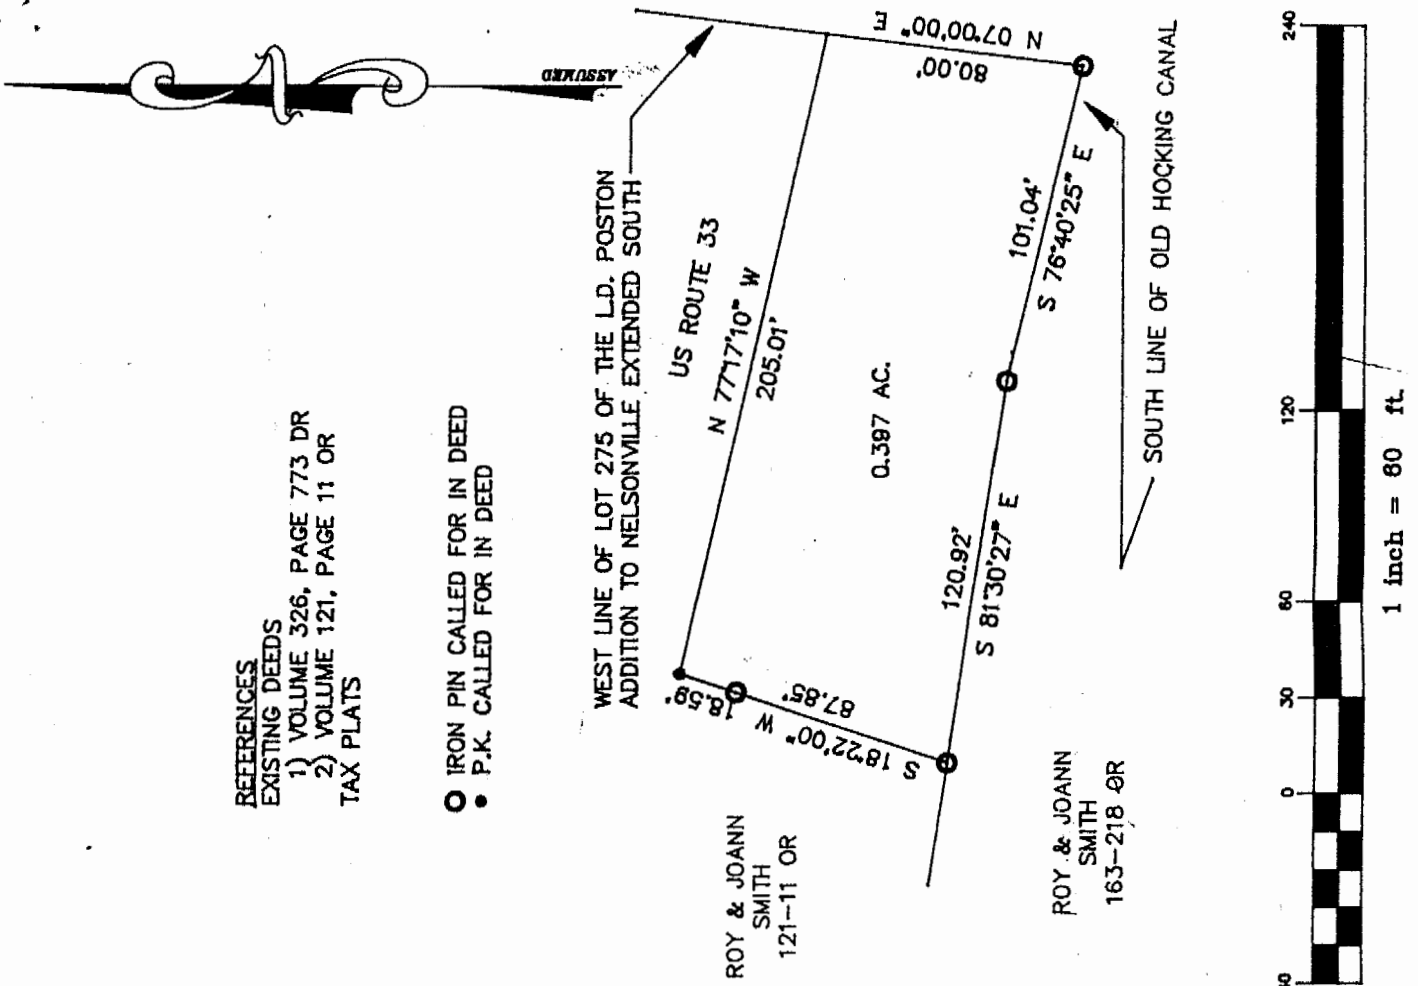 ASSUMED
REFERENCES
EXISTING DEEDS
1) VOLUME 326, PAGE 773 DR
2) VOLUME 121, PAGE 11 OR
TAX PLATS
O IRON PIN CALLED FOR IN DEED
• P.K. CALLED FOR IN DEED
WEST LINE OF LOT 275 OF THE L.D. POSTON
ADDITION TO NELSONVILLE EXTENDED SOUTH
US ROUTE 33
N 77°17'10" W
205.01'
N 07°00'00" E
80.00'
101.04'
S 76°40'25" E
0.397 AC.
120.92'
S 81°30'27" E
18.59'
87.85'
S 18°22'00" W
SOUTH LINE OF OLD HOCKING CANAL
ROY & JOANN
SMITH
121-11 OR
ROY & JOANN
SMITH
163-218 OR
0
30
60
120
240
1 inch = 60 ft.